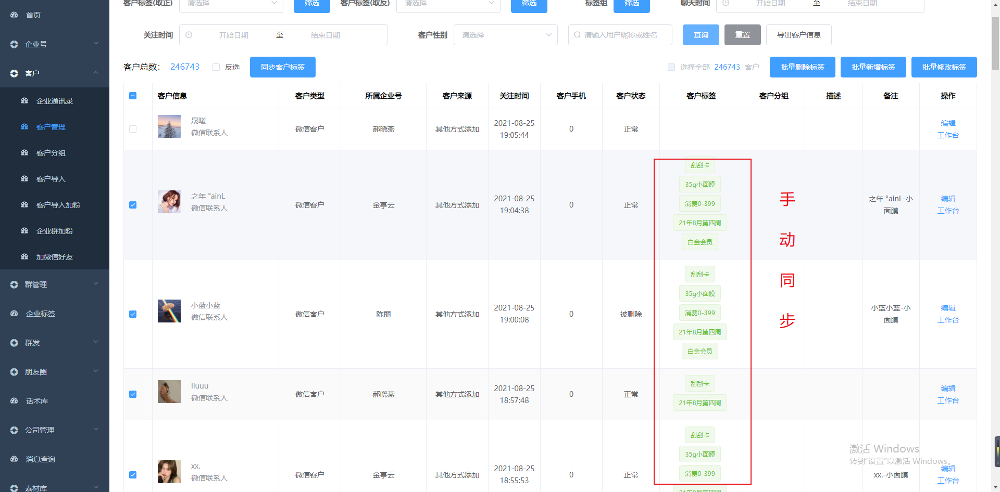 首页
企业号
客户
企业通讯录
客户管理
客户分组
客户导入
客户导入加粉
企业群加粉
加微信好友
群管理
企业标签
群发
朋友圈
话术库
公司管理
消息查询
素材库
客户标签(取正) 请选择 筛选 客户标签(取反) 请选择 筛选 标签组 筛选 聊天时间 开始日期 至 结束日期
关注时间 开始日期 至 结束日期 客户性别 请选择 请输入用户昵称或姓名 查询 重置 导出客户信息
客户总数: 246743 反选 同步客户标签 选择全部 246743 客户 批量删除标签 批量新增标签 批量修改标签
客户信息 客户类型 所属企业号 客户来源 关注时间 客户手机 客户状态 客户标签 客户分组 描述 备注 操作
晟曦
微信联系人
微信客户 郝晓燕 其他方式添加
2021-08-25
19:05:44
0 正常
编辑
工作台
之年 °ainL
微信联系人
微信客户 金亭云 其他方式添加
2021-08-25
19:04:38
0 正常
刮刮卡
35g小面膜
消费0-399
21年8月第四周
白金会员
之年 °ainL-小
面膜
编辑
工作台
小蓝小蓝
微信联系人
微信客户 陈丽 其他方式添加
2021-08-25
19:00:08
0 被删除
刮刮卡
35g小面膜
消费0-399
21年8月第四周
白金会员
小蓝小蓝-小
面膜
编辑
工作台
lluuu
微信联系人
微信客户 郝晓燕 其他方式添加
2021-08-25
18:57:48
0 正常
刮刮卡
21年8月第四周
编辑
工作台
xx.
微信联系人
微信客户 金亭云 其他方式添加
2021-08-25
18:55:53
0 正常
刮刮卡
35g小面膜
消费0-399
21年8月第四周
xx.-小面膜
编辑
工作台
手
动
同
步
激活 Windows
转到"设置"以激活 Windows。